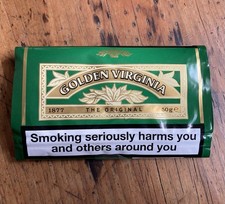 GOLDEN VIRGINIA
1877 THE ORIGINAL 50g℮
Smoking seriously harms you
and others around you